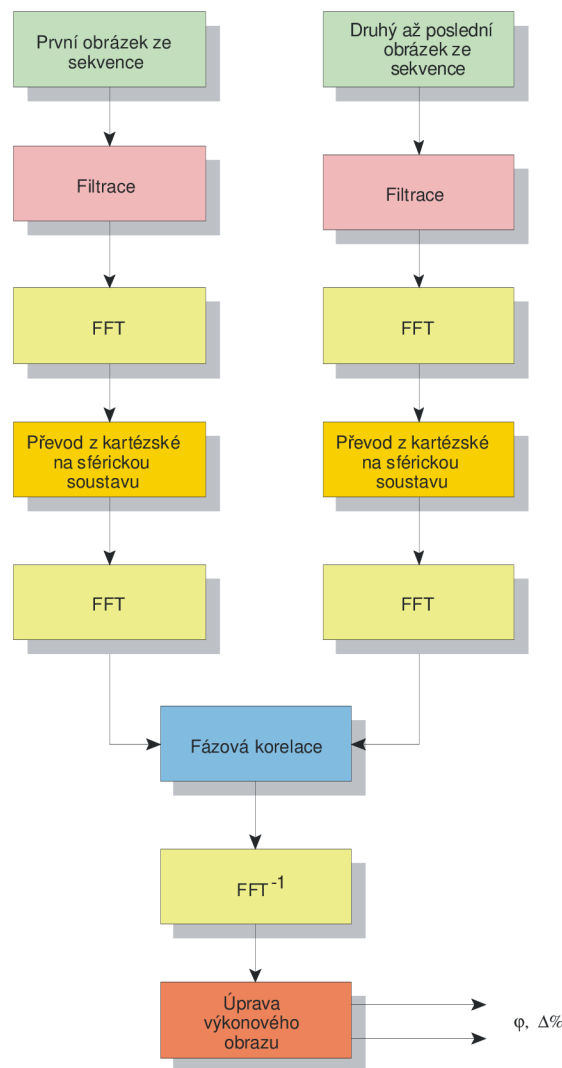 První obrázek ze
sekvence
Druhý až poslední
obrázek ze
sekvence
Filtrace
Filtrace
FFT
FFT
Převod z kartézské
na sférickou
soustavu
Převod z kartézské
na sférickou
soustavu
FFT
FFT
Fázová korelace
FFT -1
Úprava
výkonového
obrazu
φ, Δ%